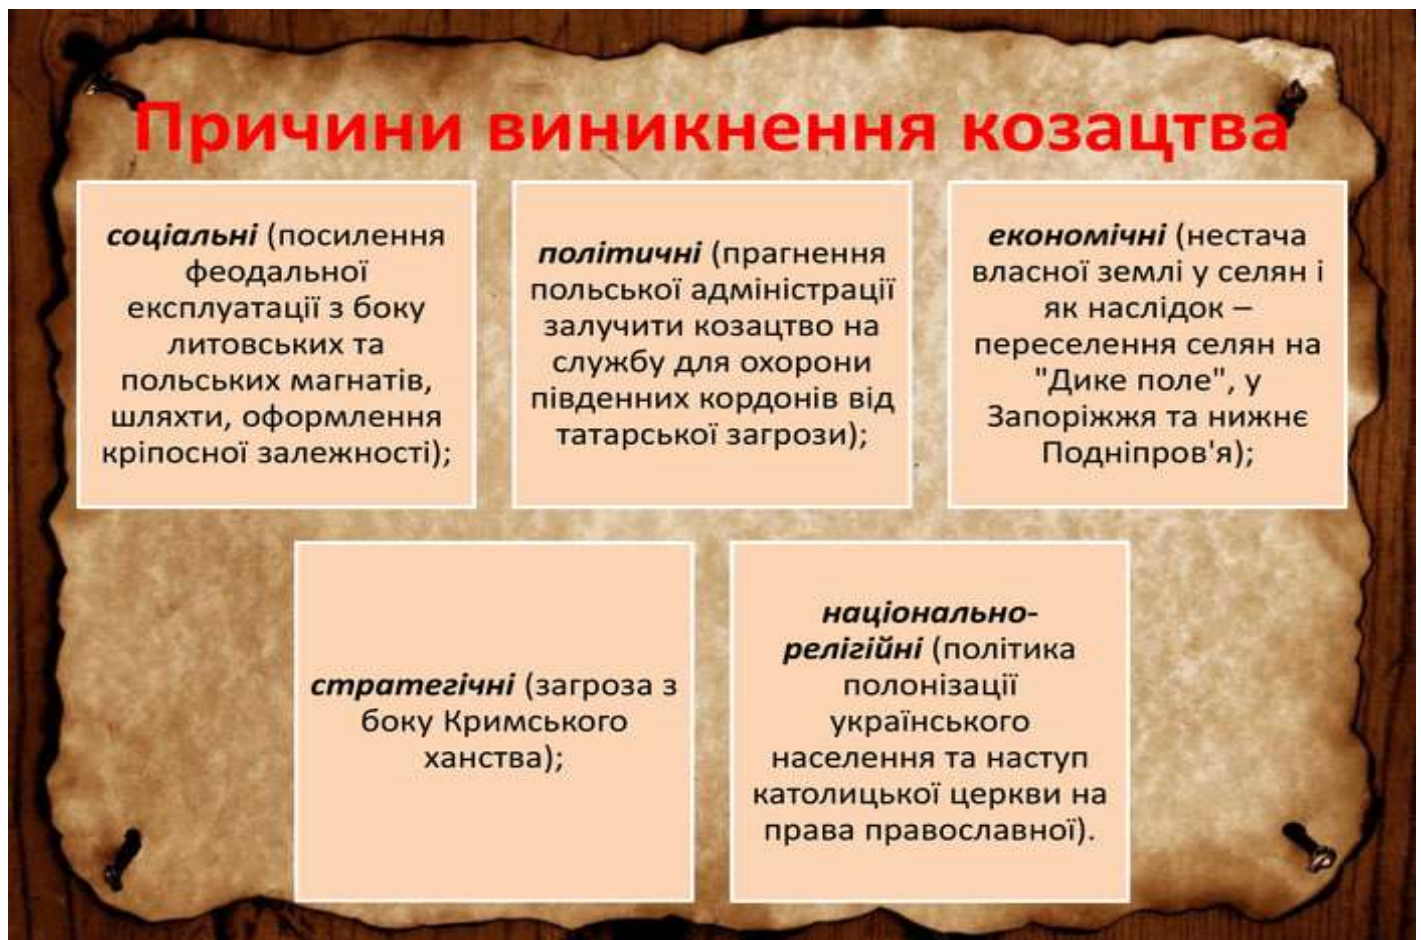 Причини виникнення козацтва
соціальні (посилення
феодальної
експлуатації з боку
литовських та
польських магнатів,
шляхти, оформлення
кріпосної залежності);
політичні (прагнення
польської адміністрації
залучити козацтво на
службу для охорони
південних кордонів від
татарської загрози);
економічні (нестача
власної землі у селян і
як наслідок –
переселення селян на
"Дике поле", у
Запоріжжя та нижнє
Подніпров'я);
стратегічні (загроза з
боку Кримського
ханства);
національно-
релігійні (політика
полонізації
українського
населення та наступ
католицької церкви на
права православної).